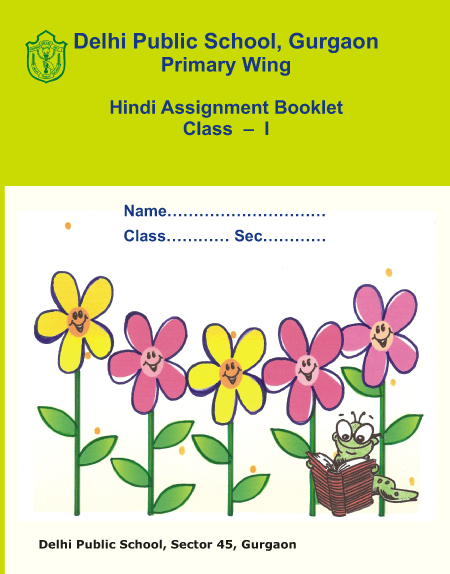 Delhi Public School, Gurgaon
Primary Wing
Hindi Assignment Booklet
Class – I
Name..............................
Class............ Sec............
Delhi Public School, Sector 45, Gurgaon